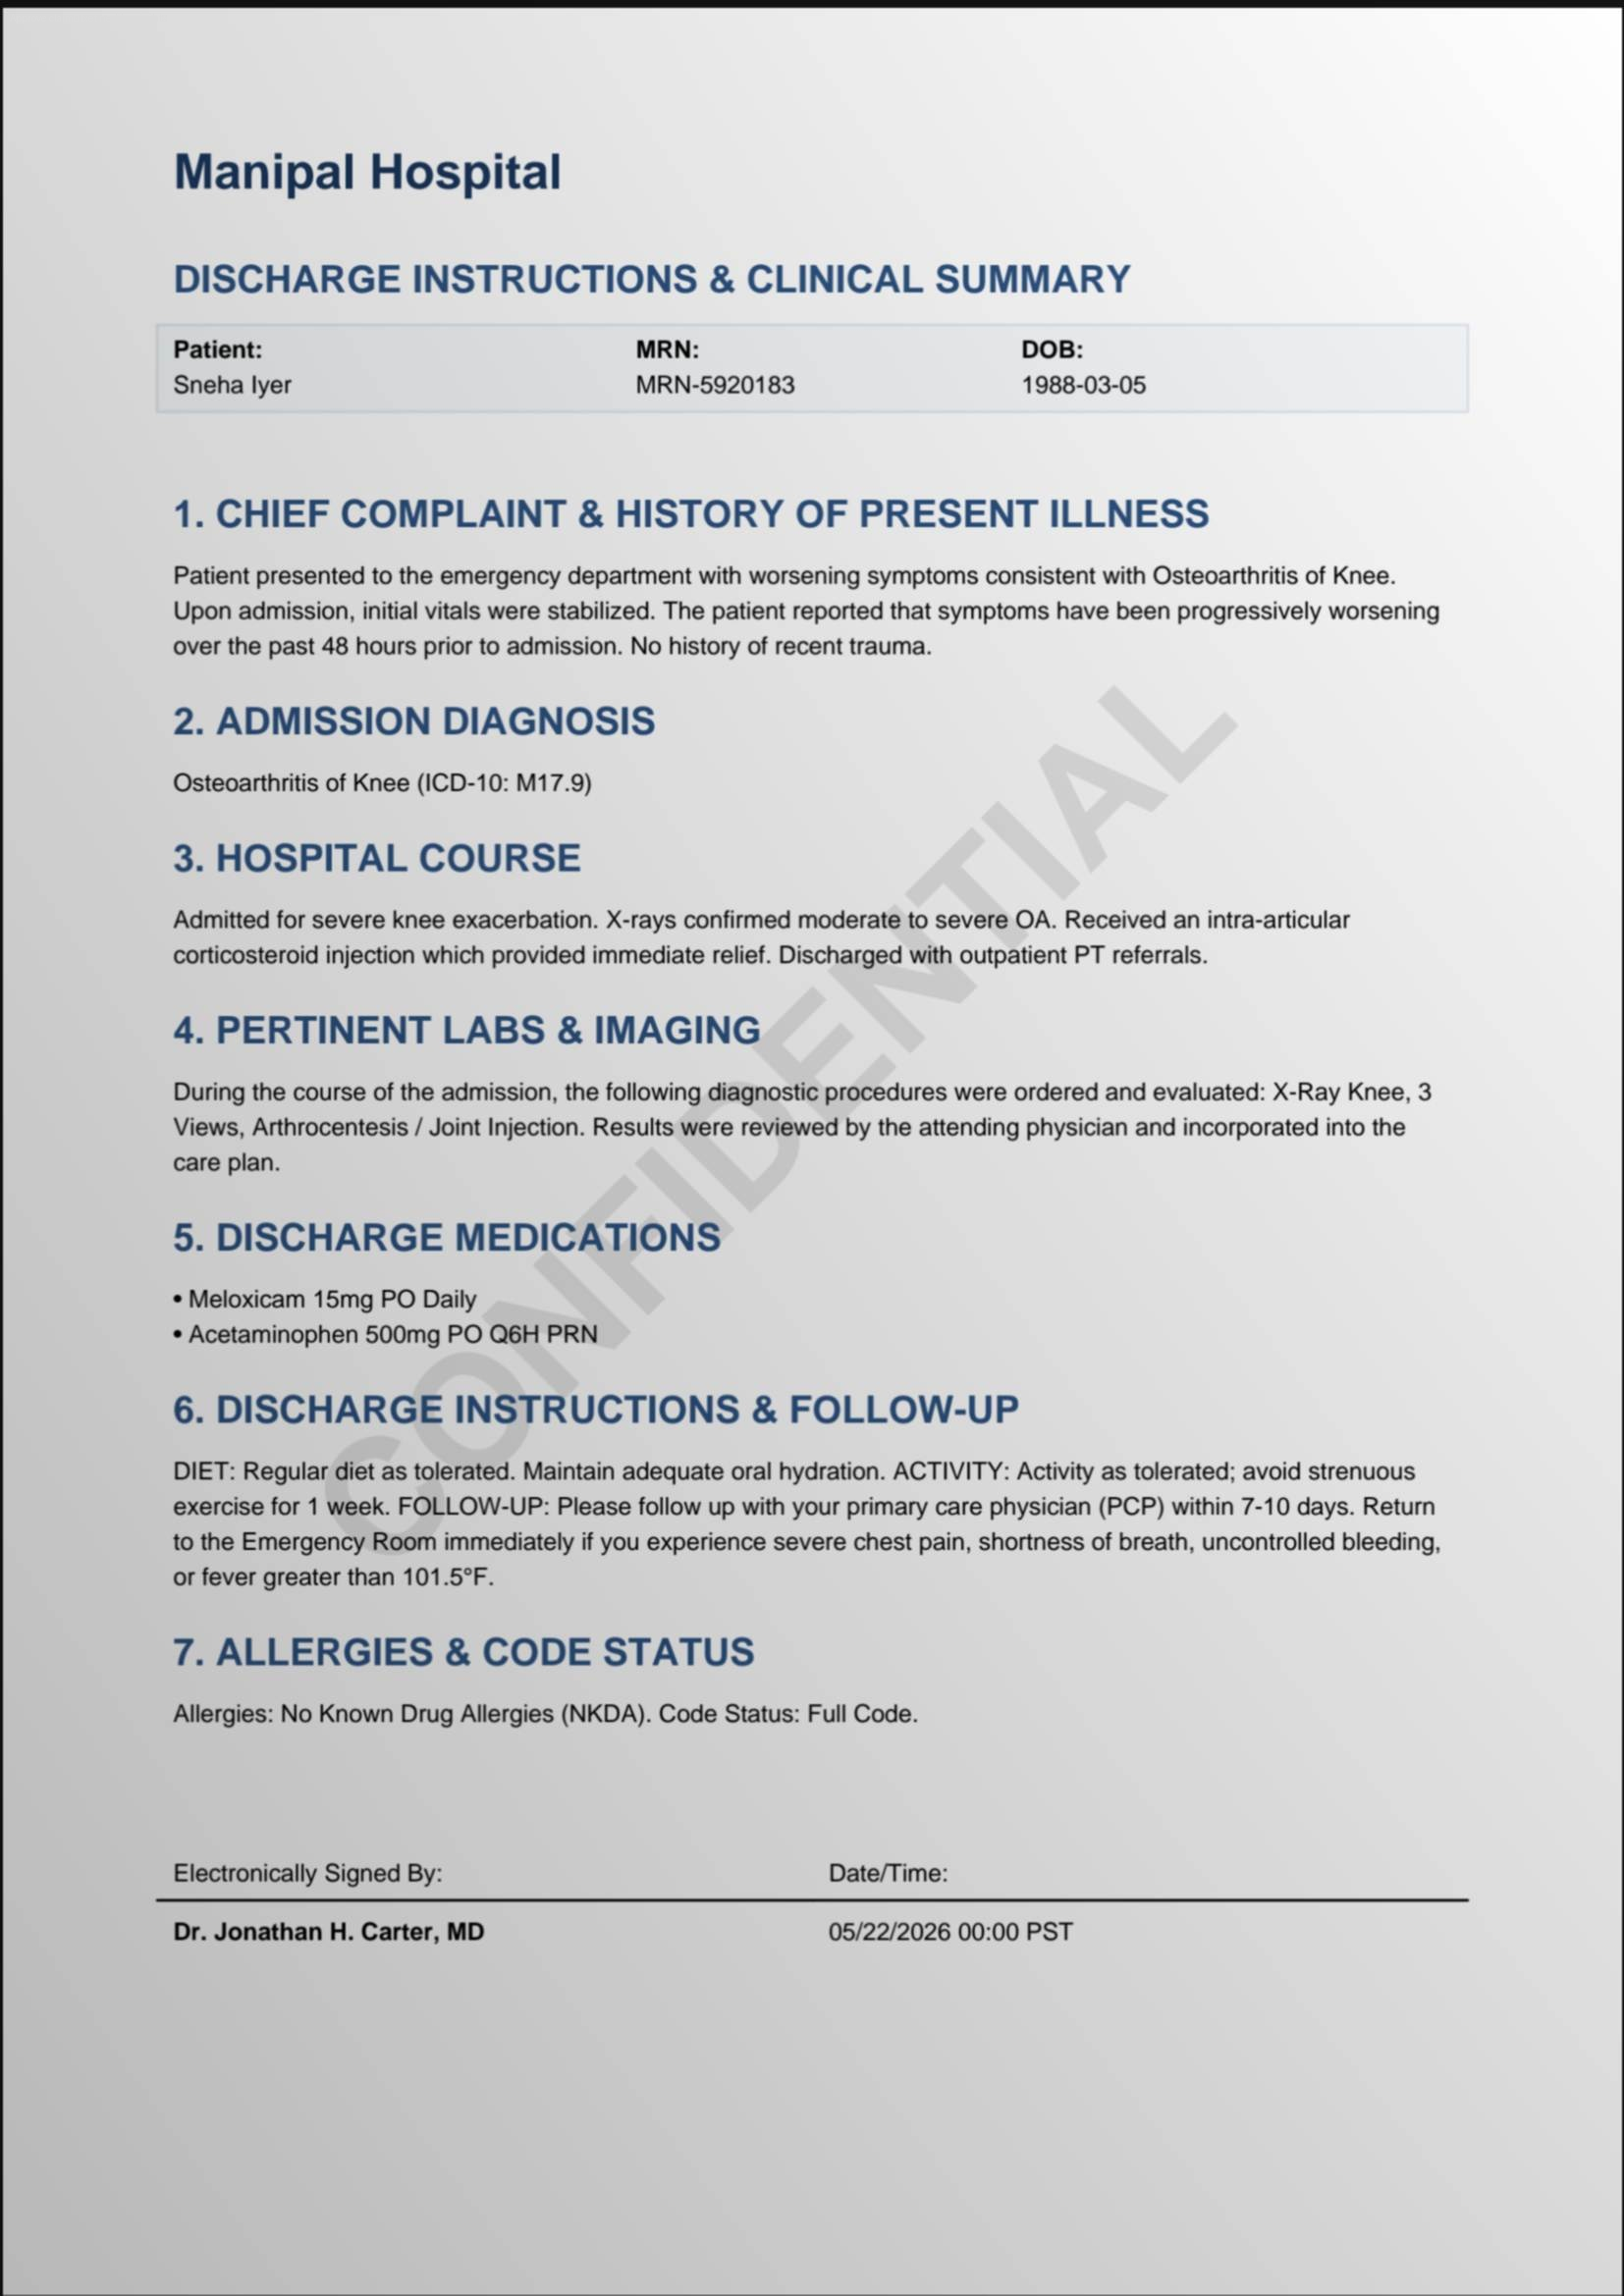 Manipal Hospital
DISCHARGE INSTRUCTIONS & CLINICAL SUMMARY
Patient: MRN: DOB:
Sneha Iyer MRN-5920183 1988-03-05
1. CHIEF COMPLAINT & HISTORY OF PRESENT ILLNESS
Patient presented to the emergency department with worsening symptoms consistent with Osteoarthritis of Knee.
Upon admission, initial vitals were stabilized. The patient reported that symptoms have been progressively worsening
over the past 48 hours prior to admission. No history of recent trauma.
2. ADMISSION DIAGNOSIS
Osteoarthritis of Knee (ICD-10: M17.9)
3. HOSPITAL COURSE
Admitted for severe knee exacerbation. X-rays confirmed moderate to severe OA. Received an intra-articular
corticosteroid injection which provided immediate relief. Discharged with outpatient PT referrals.
4. PERTINENT LABS & IMAGING
During the course of the admission, the following diagnostic procedures were ordered and evaluated: X-Ray Knee, 3
Views, Arthrocentesis / Joint Injection. Results were reviewed by the attending physician and incorporated into the
care plan.
5. DISCHARGE MEDICATIONS
• Meloxicam 15mg PO Daily
• Acetaminophen 500mg PO Q6H PRN
6. DISCHARGE INSTRUCTIONS & FOLLOW-UP
DIET: Regular diet as tolerated. Maintain adequate oral hydration. ACTIVITY: Activity as tolerated; avoid strenuous
exercise for 1 week. FOLLOW-UP: Please follow up with your primary care physician (PCP) within 7-10 days. Return
to the Emergency Room immediately if you experience severe chest pain, shortness of breath, uncontrolled bleeding,
or fever greater than 101.5°F.
7. ALLERGIES & CODE STATUS
Allergies: No Known Drug Allergies (NKDA). Code Status: Full Code.
Electronically Signed By: Date/Time:
Dr. Jonathan H. Carter, MD 05/22/2026 00:00 PST
CONFIDENTIAL